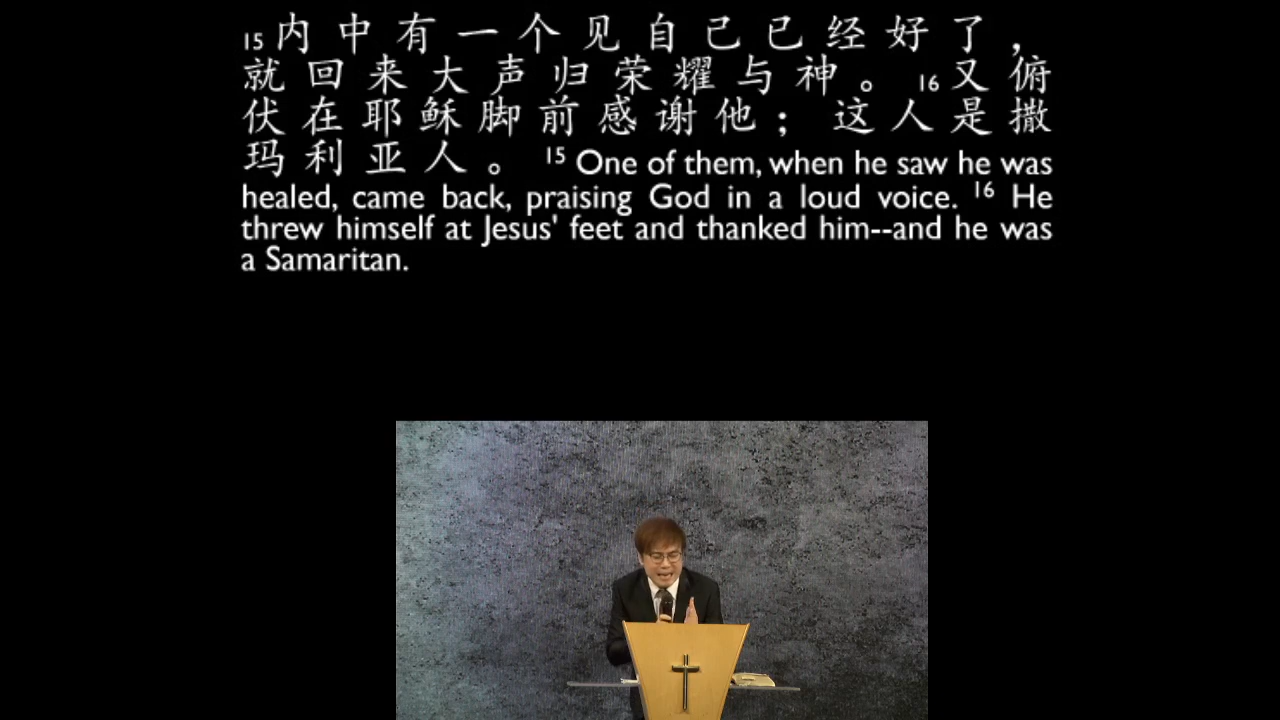 15内中有一个见自己已经好了，
就回来大声归荣耀与神。16又俯
伏在耶稣脚前感谢他；这人是撒
玛利亚人。 15 One of them, when he saw he was
healed, came back, praising God in a loud voice. 16 He
threw himself at Jesus' feet and thanked him--and he was
a Samaritan.